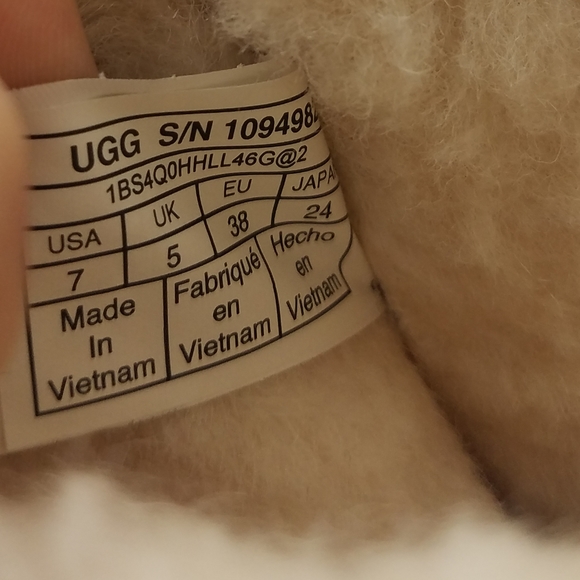 UGG S/N 109498
1BS4Q0HHLL46G@2
USA UK EU
7 5 38 24
Made Fabriqué Hecho
In en en
Vietnam Vietnam Vietnam